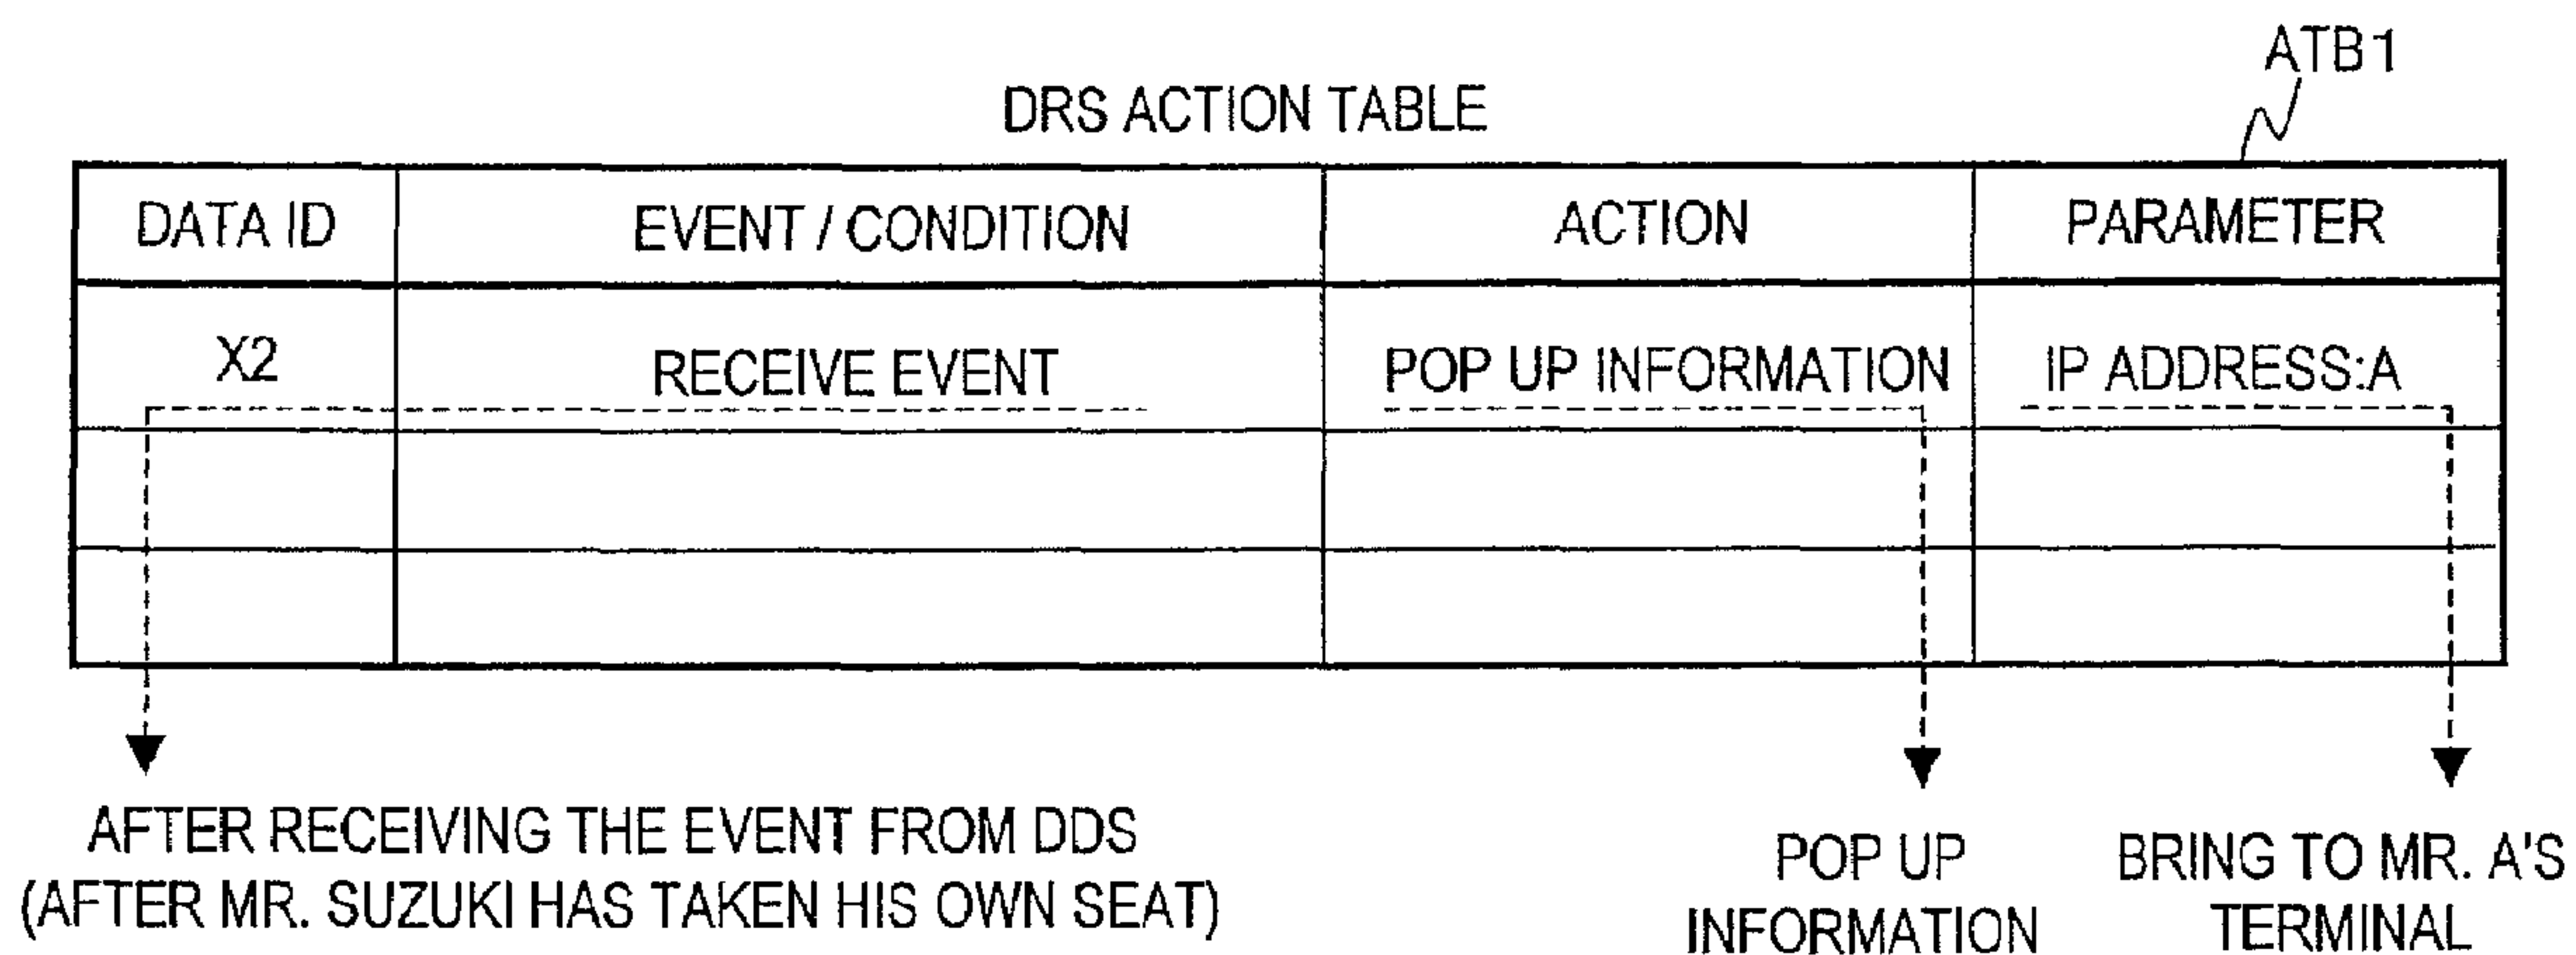 ATB1
DRS ACTION TABLE
DATA ID EVENT / CONDITION ACTION PARAMETER
X2 RECEIVE EVENT POP UP INFORMATION IP ADDRESS:A
AFTER RECEIVING THE EVENT FROM DDS
(AFTER MR. SUZUKI HAS TAKEN HIS OWN SEAT)
POP UP
INFORMATION
BRING TO MR. A'S
TERMINAL